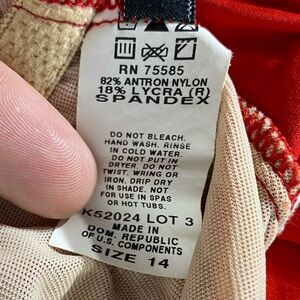 RN 75585
82% ANTRON NYLON
18% LYCRA (R)
SPANDEX
DO NOT BLEACH.
HAND WASH. RINSE
IN COLD WATER.
DO NOT PUT IN
DRYER. DO NOT
TWIST, WRING OR
IRON. DRIP DRY
IN SHADE. NOT
FOR USE IN SPAS
OR HOT TUBS.
K52024 LOT 3
MADE IN
DOM. REPUBLIC
OF U.S. COMPONENTS
SIZE 14